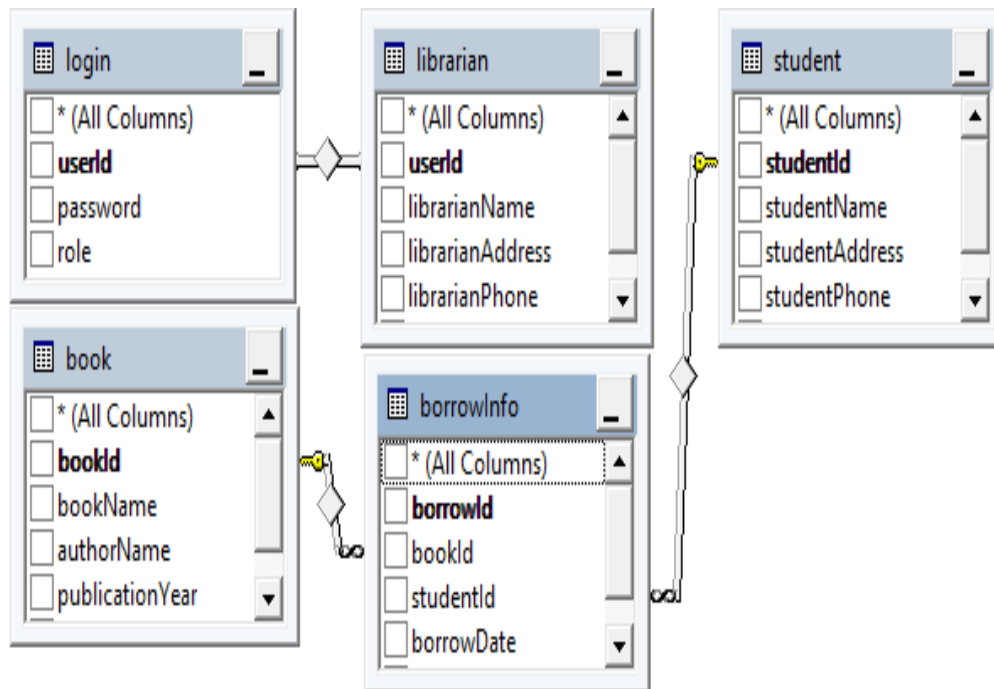 login
* (All Columns)
userId
password
role
librarian
* (All Columns)
userId
librarianName
librarianAddress
librarianPhone
student
* (All Columns)
studentId
studentName
studentAddress
studentPhone
book
* (All Columns)
bookId
bookName
authorName
publicationYear
borrowInfo
* (All Columns)
borrowId
bookId
studentId
borrowDate